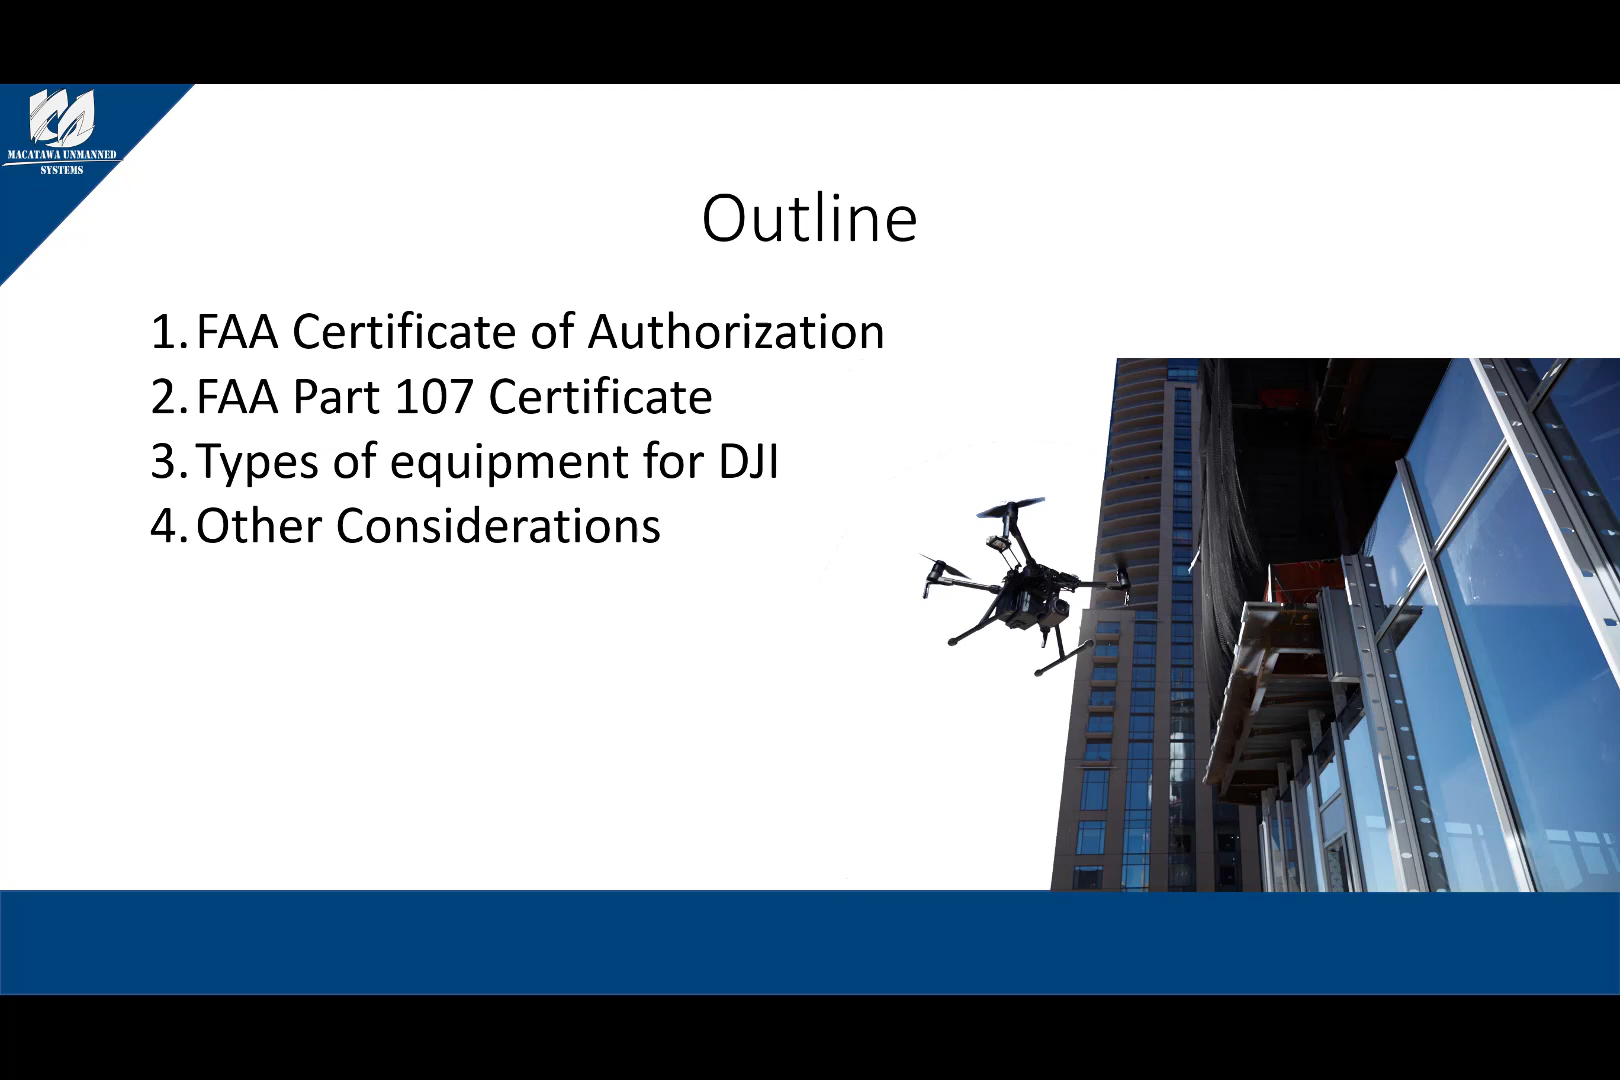 MACATAWA UNMANNED
SYSTEMS
Outline
1. FAA Certificate of Authorization
2. FAA Part 107 Certificate
3. Types of equipment for DJI
4. Other Considerations